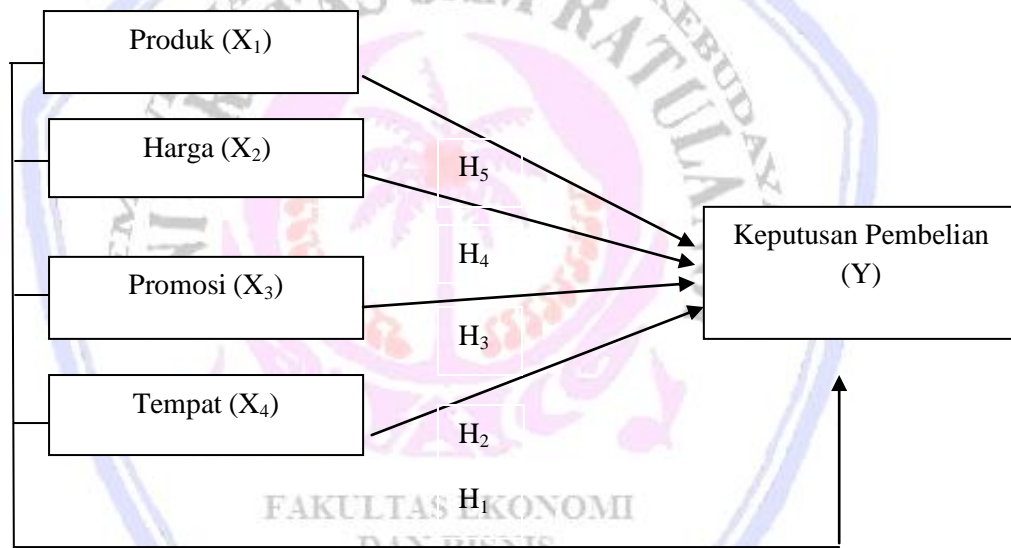 Produk (X₁)
Harga (X₂)
H₅
Keputusan Pembelian
(Y)
H₄
Promosi (X₃)
H₃
Tempat (X₄)
H₂
H₁
FAKULTAS EKONOMI
DAN BISNIS